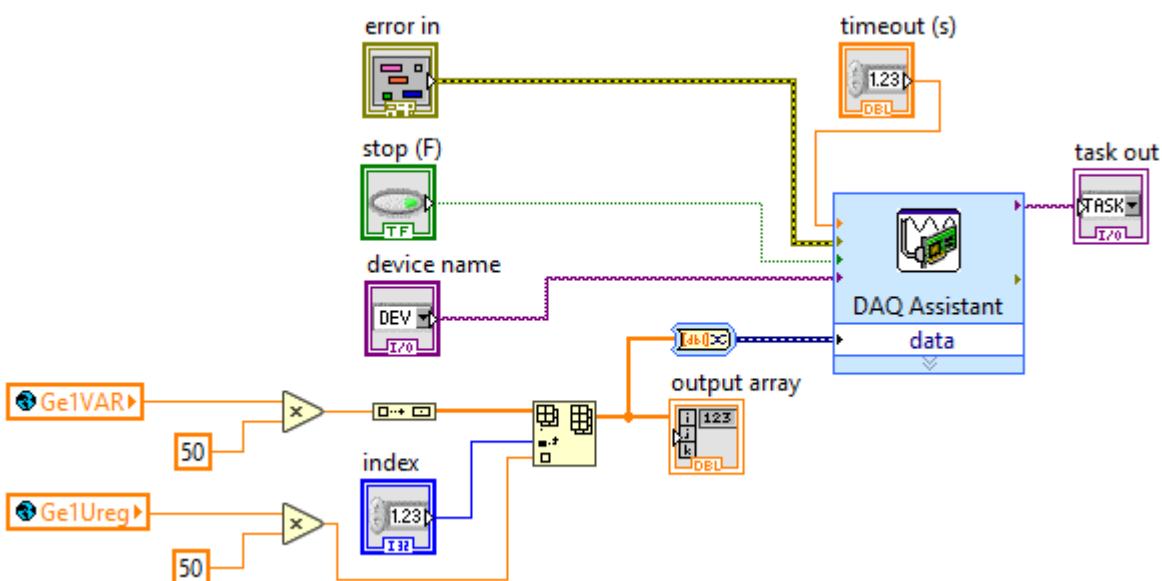 error in
timeout (s)
1.23
DBL
stop (F)
TF
task out
TASK
I/O
device name
DEV
I/O
DAQ Assistant
data
[dbl]
output array
i
j
k
123
DBL
Ge1VAR
50
index
1.23
I32
Ge1Ureg
50